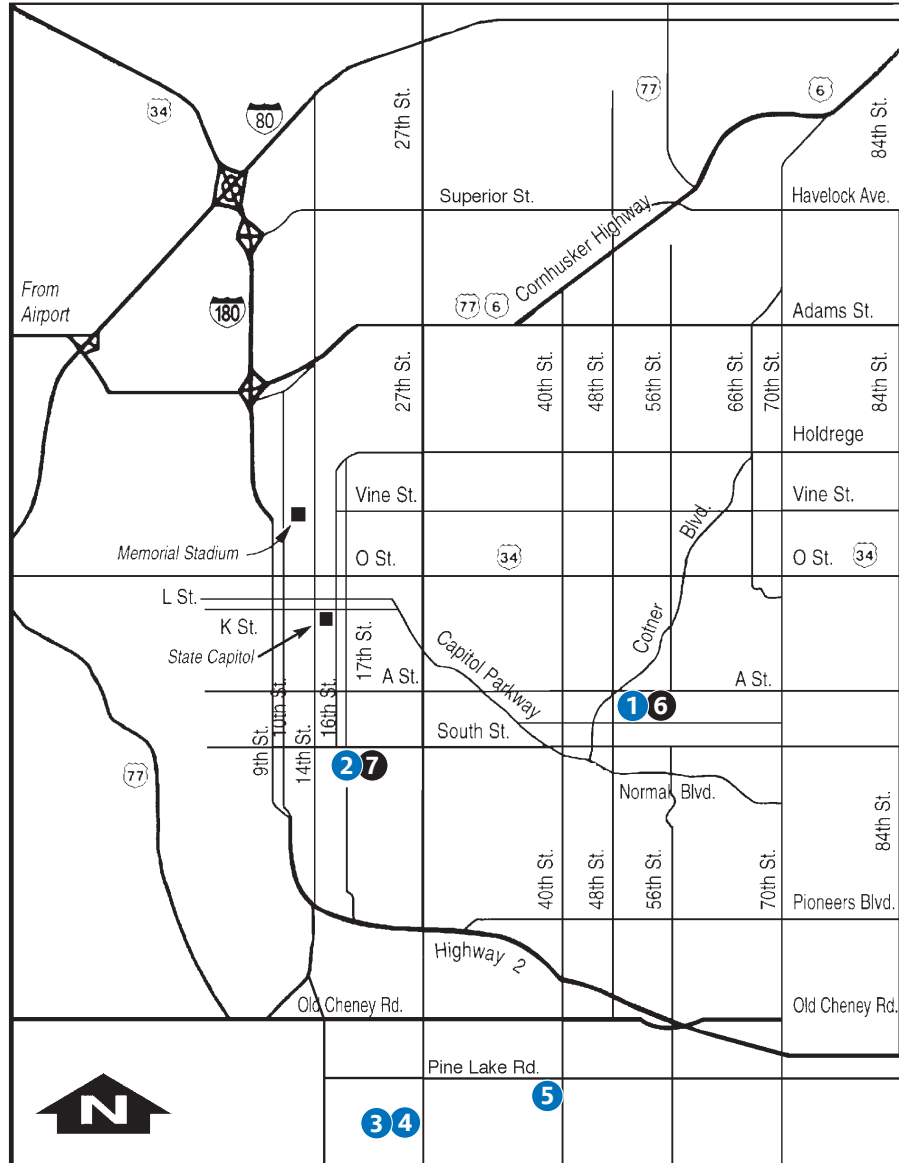 34
80
27th St.
77
6
84th St.
Superior St.
Havelock Ave.
Cornhusker Highway
From
Airport
180
77 6
Adams St.
27th St.
40th St.
48th St.
56th St.
66th St.
70th St.
84th St.
Holdrege
Vine St.
Vine St.
Blvd.
Memorial Stadium
O St.
34
O St.
34
L St.
K St.
State Capitol
17th St.
Capitol Parkway
Cotner
A St.
A St.
1 6
9th St.
10th St.
14th St.
16th St.
South St.
2 7
77
Normal Blvd.
84th St.
40th St.
48th St.
56th St.
70th St.
Pioneers Blvd.
Highway 2
Old Cheney Rd.
Old Cheney Rd.
Pine Lake Rd.
5
N
3 4